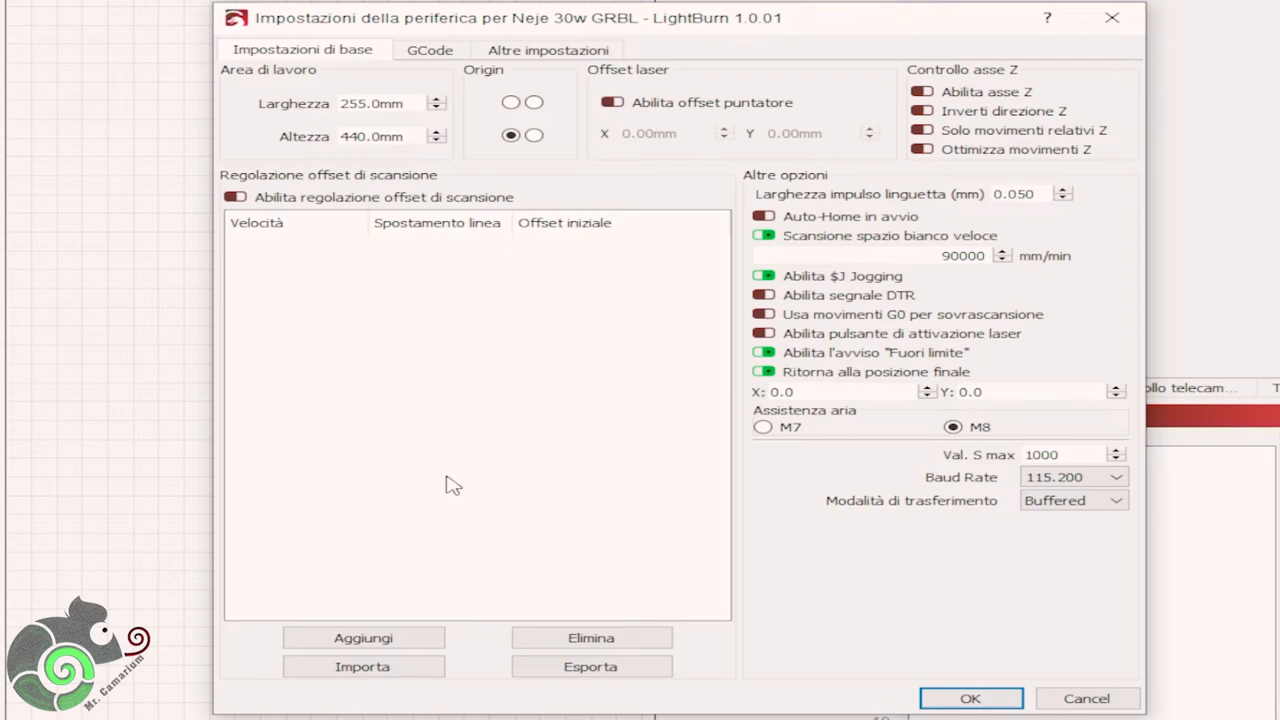 Impostazioni della periferica per Neje 30w GRBL - LightBurn 1.0.01
?
Impostazioni di base GCode Altre impostazioni
Area di lavoro
Larghezza 255.0mm
Altezza 440.0mm
Origin
Offset laser
Abilita offset puntatore
X 0.00mm Y 0.00mm
Controllo asse Z
Abilita asse Z
Inverti direzione Z
Solo movimenti relativi Z
Ottimizza movimenti Z
Regolazione offset di scansione
Abilita regolazione offset di scansione
Velocità Spostamento linea Offset iniziale
Aggiungi Elimina
Importa Esporta
Altre opzioni
Larghezza impulso linguetta (mm) 0.050
Auto-Home in avvio
Scansione spazio bianco veloce
90000 mm/min
Abilita $J Jogging
Abilita segnale DTR
Usa movimenti G0 per sovrascansione
Abilita pulsante di attivazione laser
Abilita l'avviso "Fuori limite"
Ritorna alla posizione finale
X: 0.0 Y: 0.0
Assistenza aria
M7 M8
Val. S max 1000
Baud Rate 115.200
Modalità di trasferimento Buffered
OK Cancel
ollo telecam...
Mr. Camarium